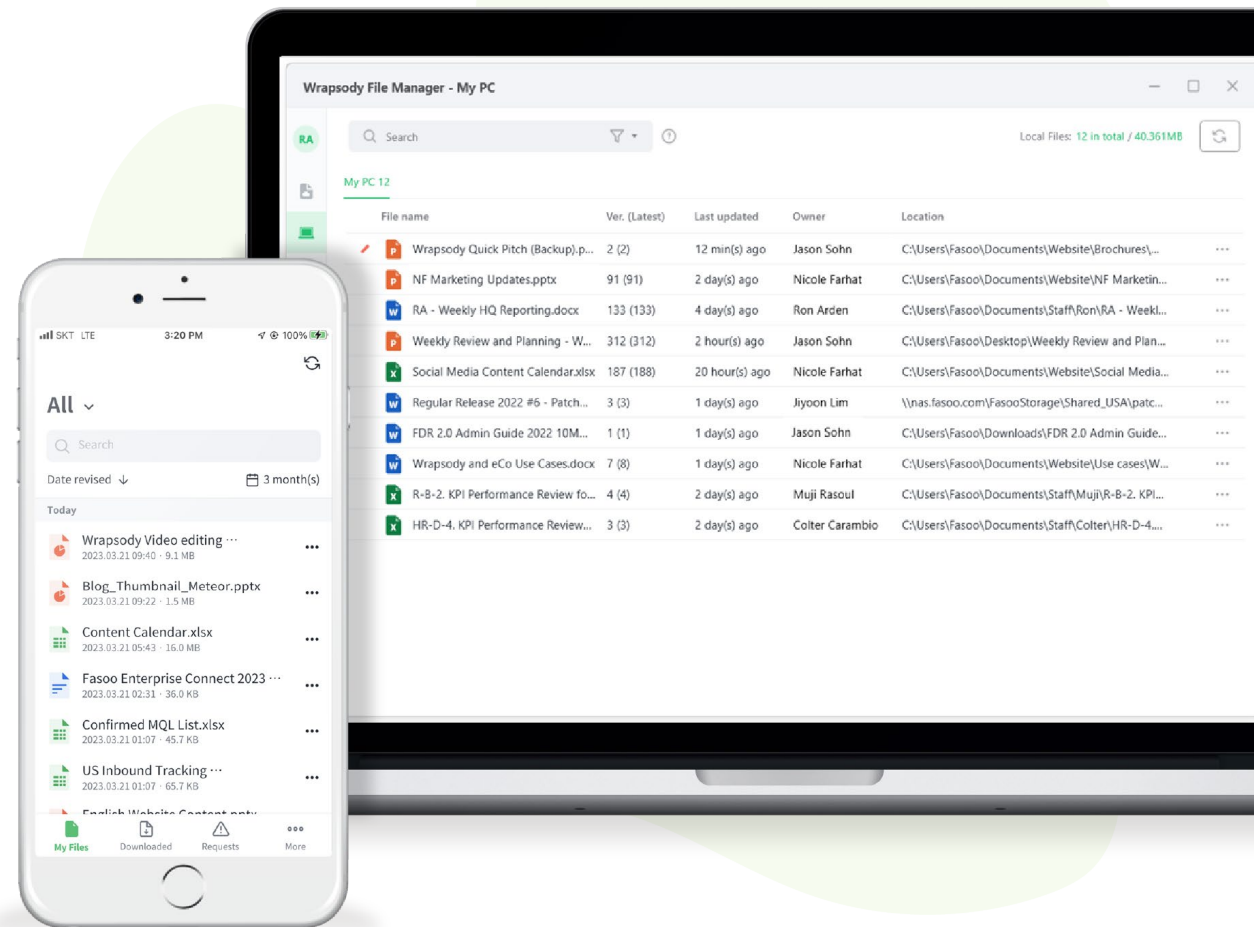 Wrapsody File Manager - My PC
RA
Search
Local Files: 12 in total / 40.361MB
My PC 12
File name Ver. (Latest) Last updated Owner Location
Wrapsody Quick Pitch (Backup).p... 2 (2) 12 min(s) ago Jason Sohn C:\Users\Fasoo\Documents\Website\Brochures\...
NF Marketing Updates.pptx 91 (91) 2 day(s) ago Nicole Farhat C:\Users\Fasoo\Documents\Website\NF Marketin...
RA - Weekly HQ Reporting.docx 133 (133) 4 day(s) ago Ron Arden C:\Users\Fasoo\Documents\Staff\Ron\RA - Weekl...
Weekly Review and Planning - W... 312 (312) 2 hour(s) ago Jason Sohn C:\Users\Fasoo\Desktop\Weekly Review and Plan...
Social Media Content Calendar.xlsx 187 (188) 20 hour(s) ago Nicole Farhat C:\Users\Fasoo\Documents\Website\Social Media...
Regular Release 2022 #6 - Patch... 3 (3) 1 day(s) ago Jiyoon Lim \\nas.fasoo.com\FasooStorage\Shared_USA\patc...
FDR 2.0 Admin Guide 2022 10M... 1 (1) 1 day(s) ago Jason Sohn C:\Users\Fasoo\Downloads\FDR 2.0 Admin Guide...
Wrapsody and eCo Use Cases.docx 7 (8) 1 day(s) ago Nicole Farhat C:\Users\Fasoo\Documents\Website\Use cases\W...
R-B-2. KPI Performance Review fo... 4 (4) 2 day(s) ago Muji Rasoul C:\Users\Fasoo\Documents\Staff\Muji\R-B-2. KPI...
HR-D-4. KPI Performance Review... 3 (3) 2 day(s) ago Colter Carambio C:\Users\Fasoo\Documents\Staff\Colter\HR-D-4....
SKT LTE 3:20 PM 100%
All
Search
Date revised ↓ 3 month(s)
Today
Wrapsody Video editing ···
2023.03.21 09:40 · 9.1 MB
Blog_Thumbnail_Meteor.pptx
2023.03.21 09:22 · 1.5 MB
Content Calendar.xlsx
2023.03.21 05:43 · 16.0 MB
Fasoo Enterprise Connect 2023 ···
2023.03.21 02:31 · 36.0 KB
Confirmed MQL List.xlsx
2023.03.21 01:07 · 45.7 KB
US Inbound Tracking ···
2023.03.21 01:07 · 65.7 KB
English Website Content.pptx
My Files Downloaded Requests More